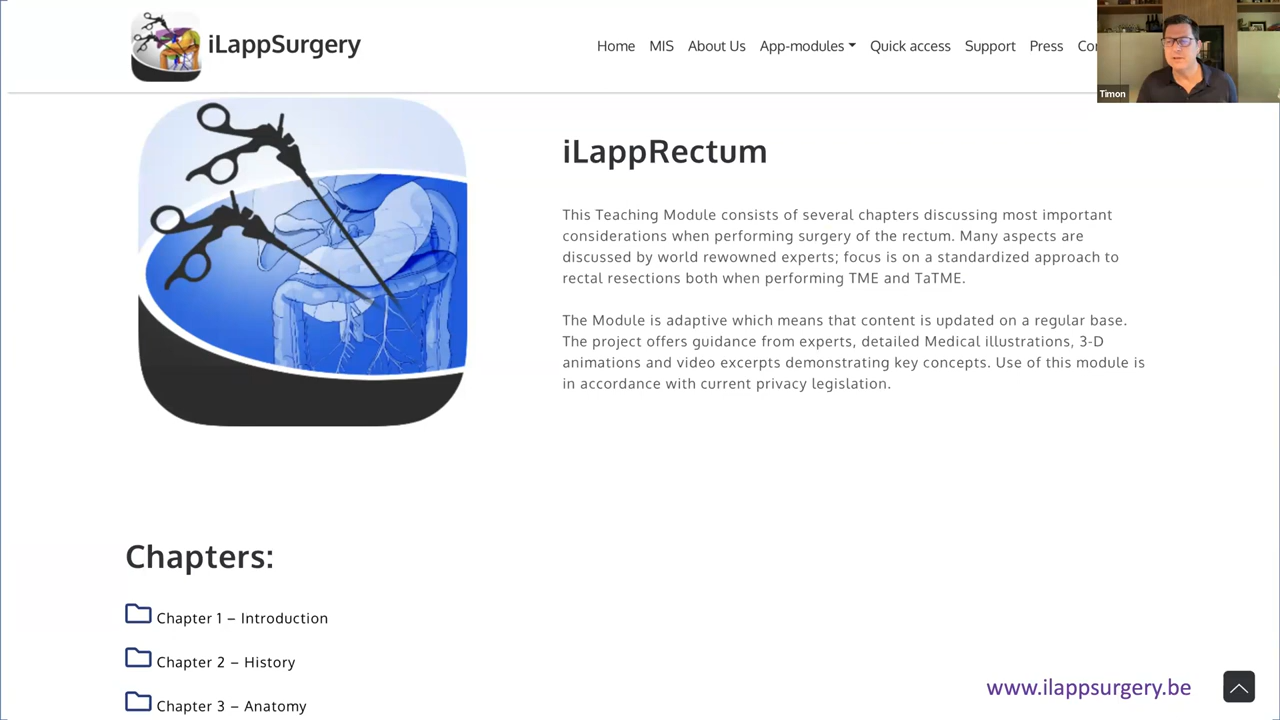 iLappSurgery
Home MIS About Us App-modules Quick access Support Press
Timon
iLappRectum
This Teaching Module consists of several chapters discussing most important
considerations when performing surgery of the rectum. Many aspects are
discussed by world rewowned experts; focus is on a standardized approach to
rectal resections both when performing TME and TaTME.
The Module is adaptive which means that content is updated on a regular base.
The project offers guidance from experts, detailed Medical illustrations, 3-D
animations and video excerpts demonstrating key concepts. Use of this module is
in accordance with current privacy legislation.
Chapters:
Chapter 1 – Introduction
Chapter 2 – History
Chapter 3 – Anatomy
www.ilappsurgery.be